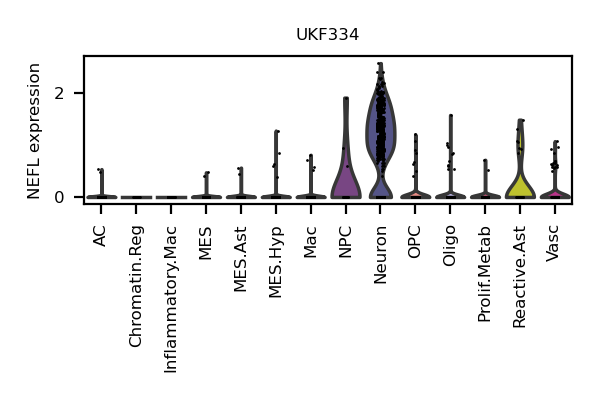 UKF334
NEFL expression
2
0
AC
Chromatin.Reg
Inflammatory.Mac
MES
MES.Ast
MES.Hyp
Mac
NPC
Neuron
OPC
Oligo
Prolif.Metab
Reactive.Ast
Vasc